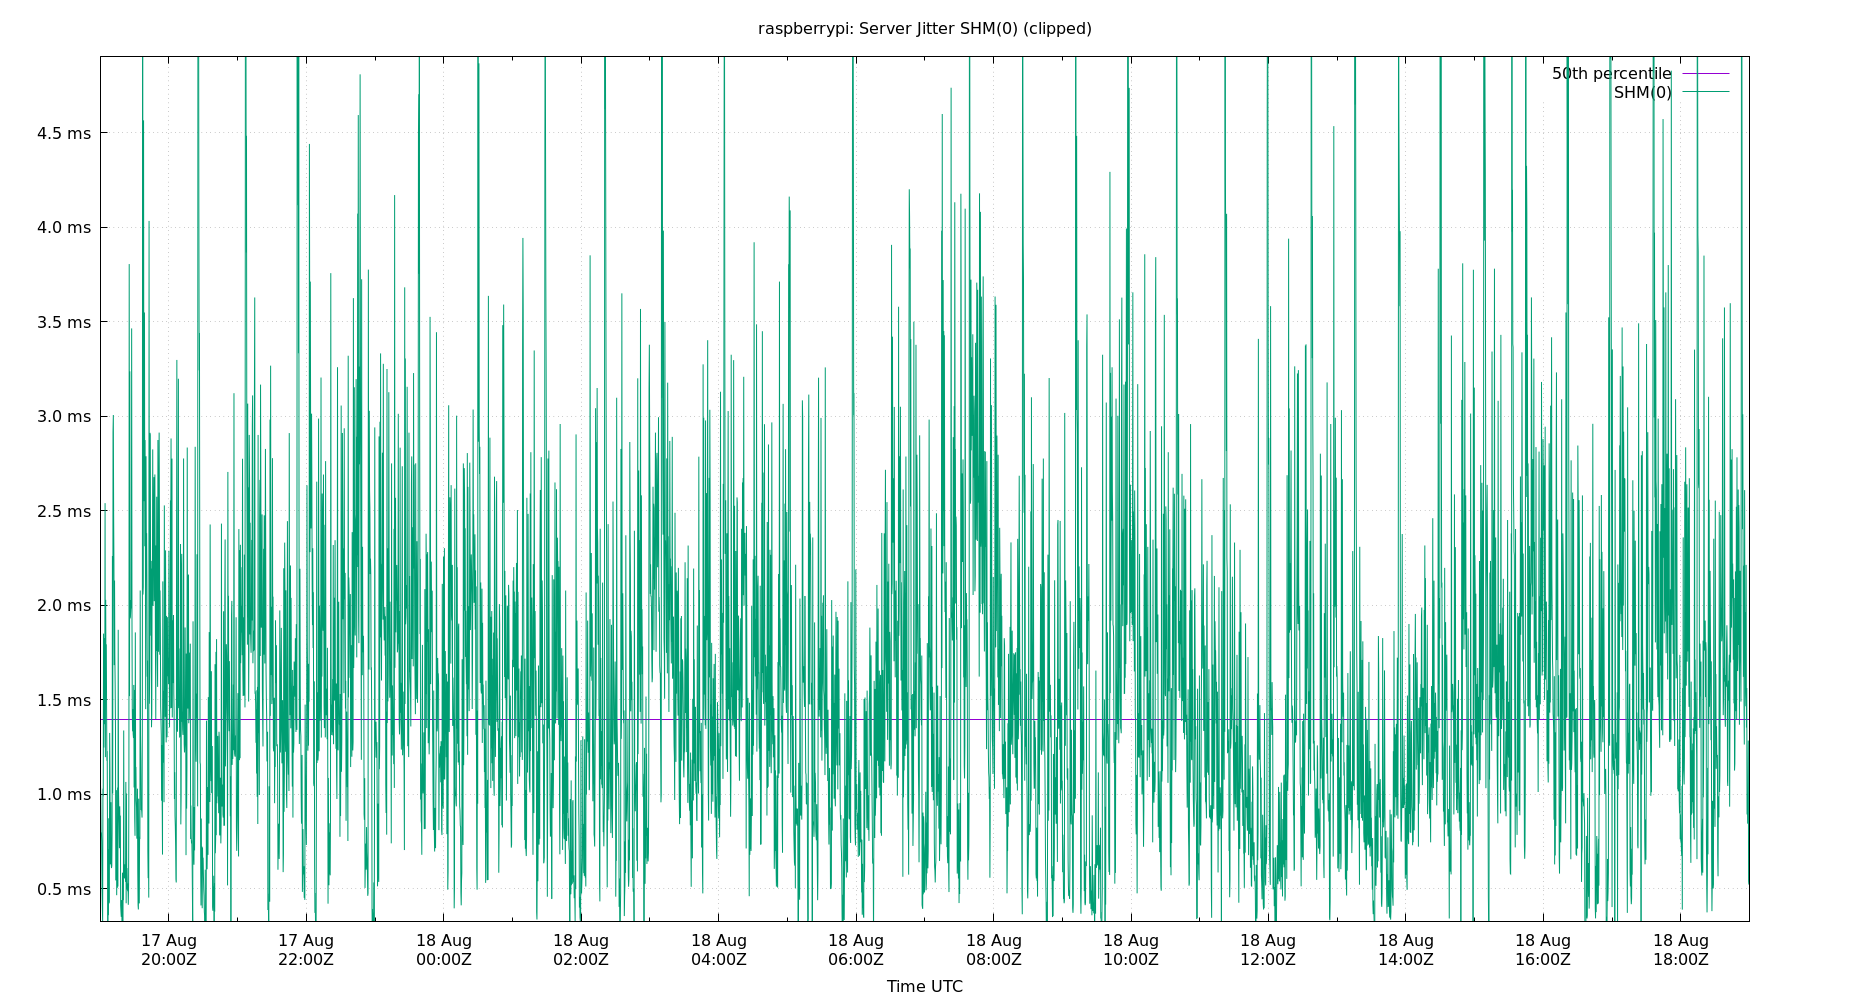 raspberrypi: Server Jitter SHM(0) (clipped)
50th percentile
SHM(0)
4.5 ms
4.0 ms
3.5 ms
3.0 ms
2.5 ms
2.0 ms
1.5 ms
1.0 ms
0.5 ms
17 Aug 17 Aug 18 Aug 18 Aug 18 Aug 18 Aug 18 Aug 18 Aug 18 Aug 18 Aug 18 Aug 18 Aug
20:00Z 22:00Z 00:00Z 02:00Z 04:00Z 06:00Z 08:00Z 10:00Z 12:00Z 14:00Z 16:00Z 18:00Z
Time UTC